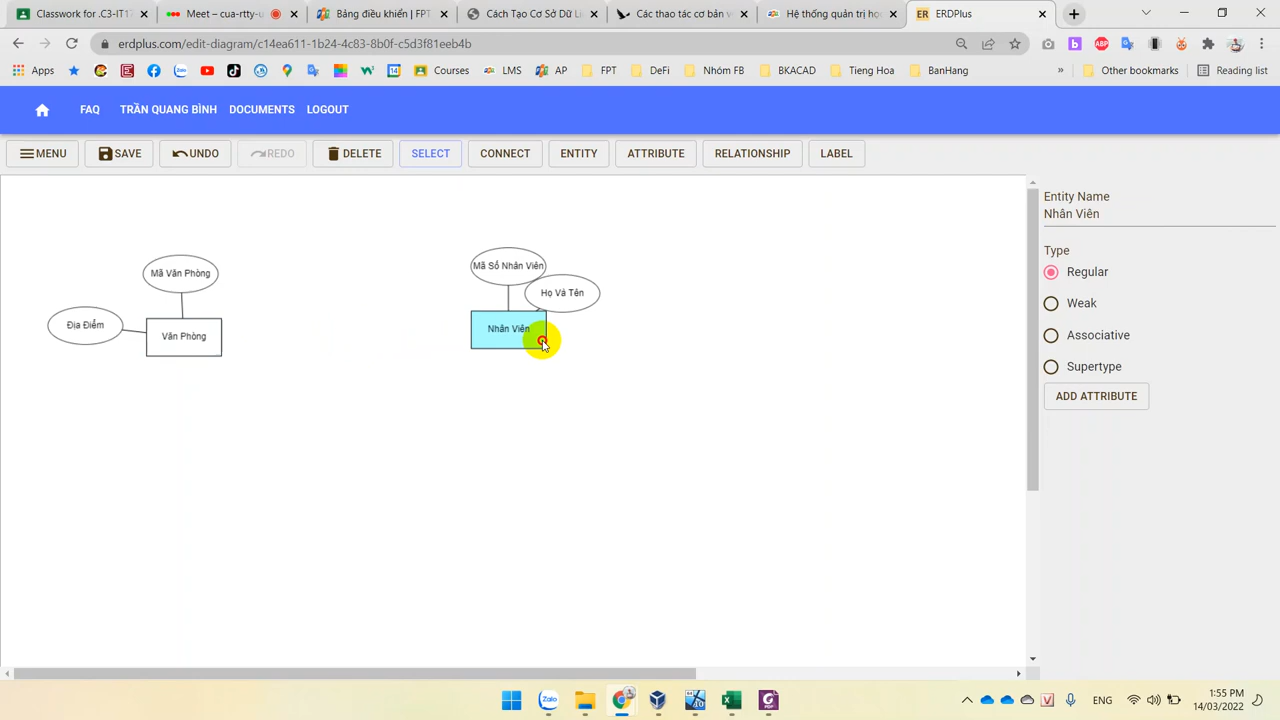 Classwork for .C3-IT17
Meet – cua-rtty-u
Bảng điều khiển | FPT
Cách Tạo Cơ Sở Dữ Li
Các thao tác cơ bản v
Hệ thống quản trị họ
ERDPlus
erdplus.com/edit-diagram/c14ea611-1b24-4c83-8b0f-c5d3f81eeb4b
Apps
Courses
LMS
AP
FPT
DeFi
Nhóm FB
BKACAD
Tieng Hoa
BanHang
»
Other bookmarks
Reading list
FAQ
TRẦN QUANG BÌNH
DOCUMENTS
LOGOUT
MENU
SAVE
UNDO
REDO
DELETE
SELECT
CONNECT
ENTITY
ATTRIBUTE
RELATIONSHIP
LABEL
Entity Name
Nhân Viên
Type
Regular
Weak
Associative
Supertype
ADD ATTRIBUTE
Mã Văn Phòng
Địa Điểm
Văn Phòng
Mã Số Nhân Viên
Họ Và Tên
Nhân Viên
ENG
1:55 PM
14/03/2022